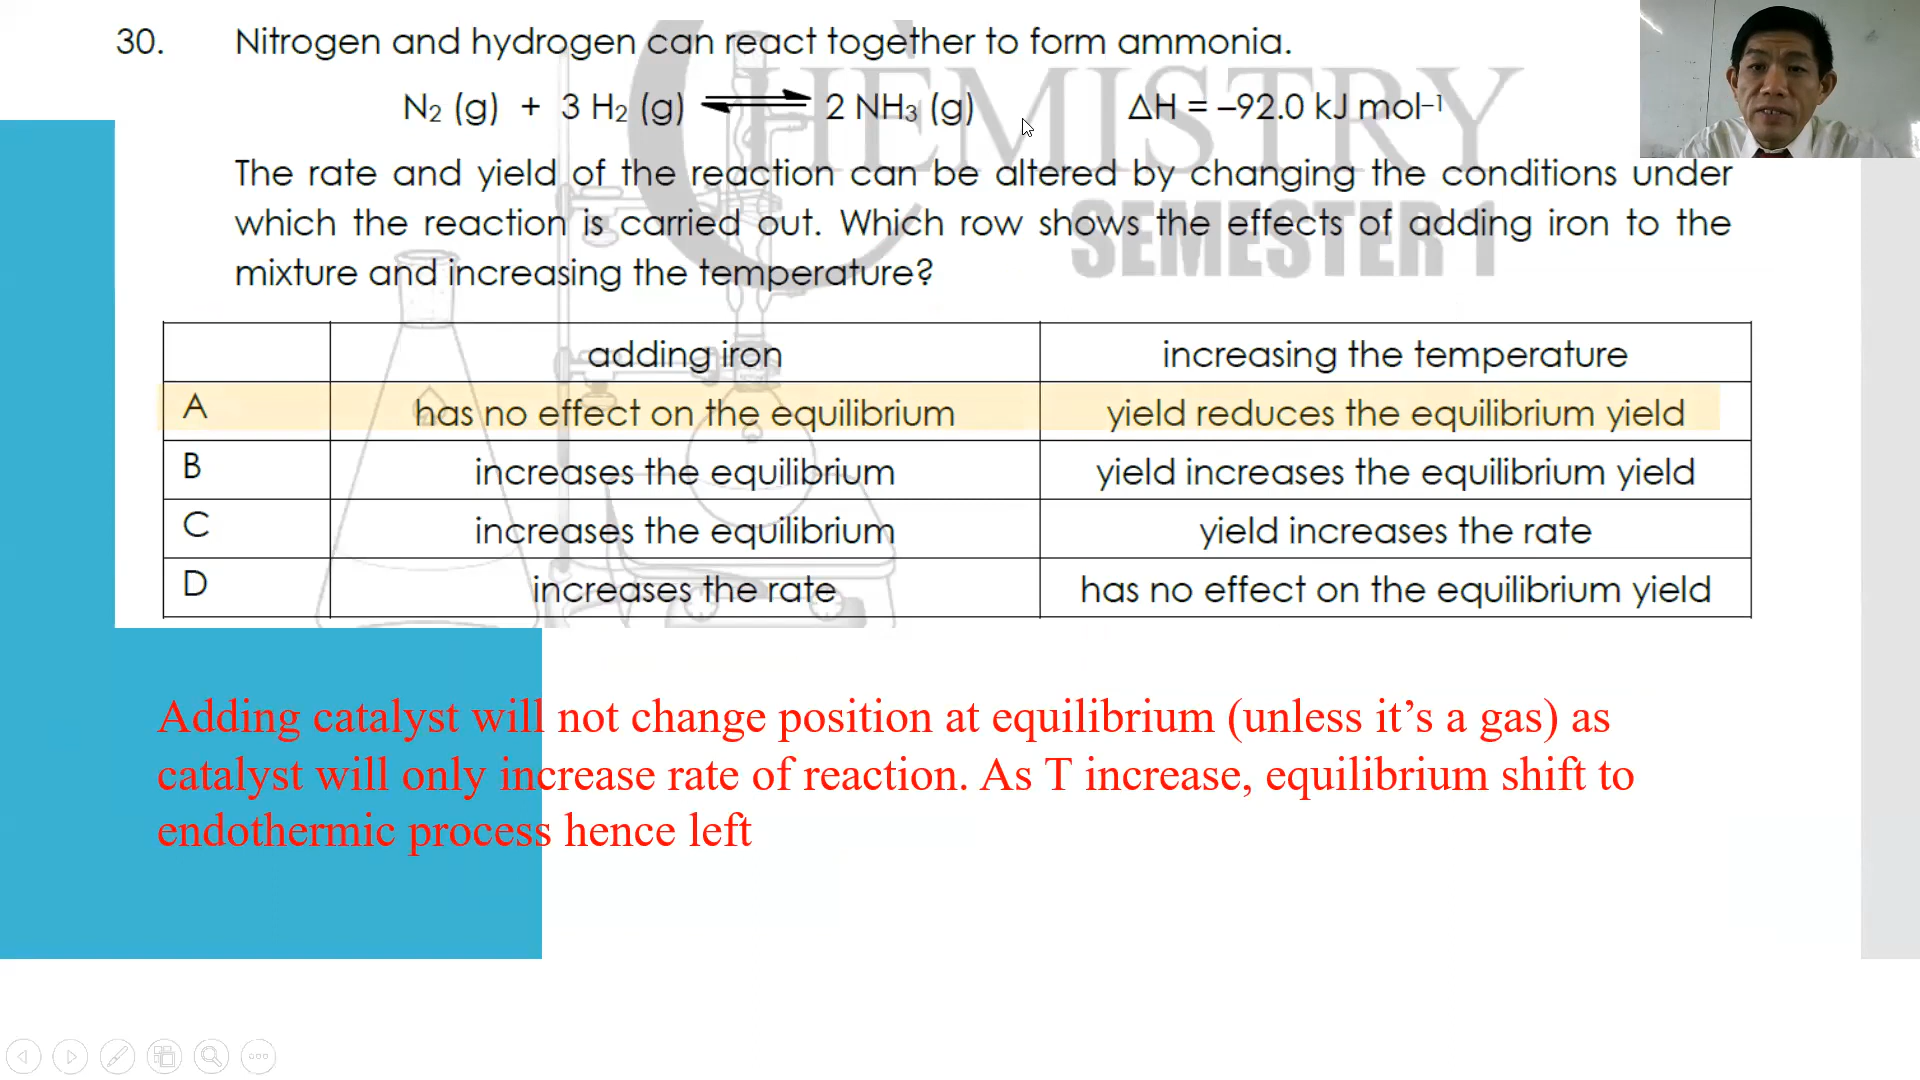 30. Nitrogen and hydrogen can react together to form ammonia.
N2 (g) + 3 H2 (g) ⇌ 2 NH3 (g) ΔH = –92.0 kJ mol–1
The rate and yield of the reaction can be altered by changing the conditions under
which the reaction is carried out. Which row shows the effects of adding iron to the
mixture and increasing the temperature?
CHEMISTRY
SEMESTER 1
adding iron increasing the temperature
A has no effect on the equilibrium yield reduces the equilibrium yield
B increases the equilibrium yield increases the equilibrium yield
C increases the equilibrium yield increases the rate
D increases the rate has no effect on the equilibrium yield
Adding catalyst will not change position at equilibrium (unless it's a gas) as
catalyst will only increase rate of reaction. As T increase, equilibrium shift to
endothermic process hence left